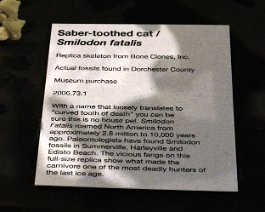 Saber-toothed cat /
Smilodon fatalis
Replica skeleton from Bone Clones, Inc.
Actual fossils found in Dorchester County
Museum purchase
2006.73.1
With a name that loosely translates to
"curved tooth of death" you can be
sure this is no house pet. Smilodon
Fatalis roamed North America from
approximately 2.8 million to 10,000 years
ago. Paleontologists have found Smilodon
fossils in Summerville, Harleyville and
Edisto Beach. The vicious fangs on this
full-size replica show what made the
carnivore one of the most deadly hunters of
the last ice age.